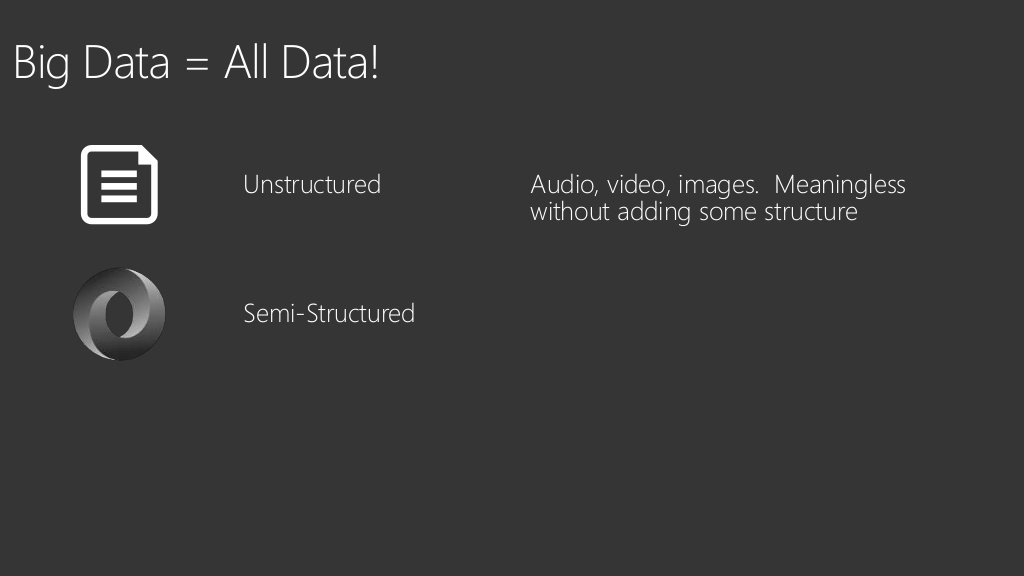 Big Data = All Data!
Unstructured
Audio, video, images.  Meaningless
without adding some structure
Semi-Structured